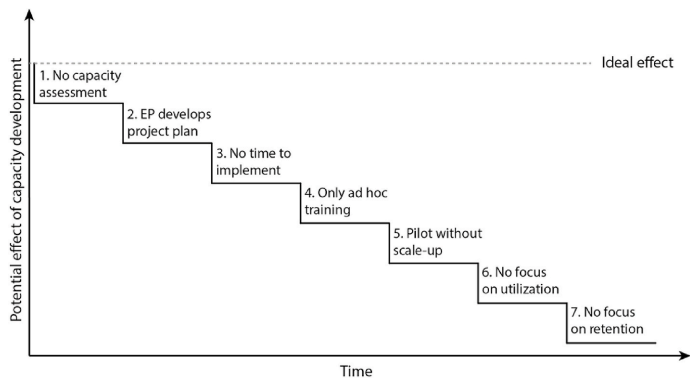 Potential effect of capacity development
Ideal effect
1. No capacity
assessment
2. EP develops
project plan
3. No time to
implement
4. Only ad hoc
training
5. Pilot without
scale-up
6. No focus
on utilization
7. No focus
on retention
Time